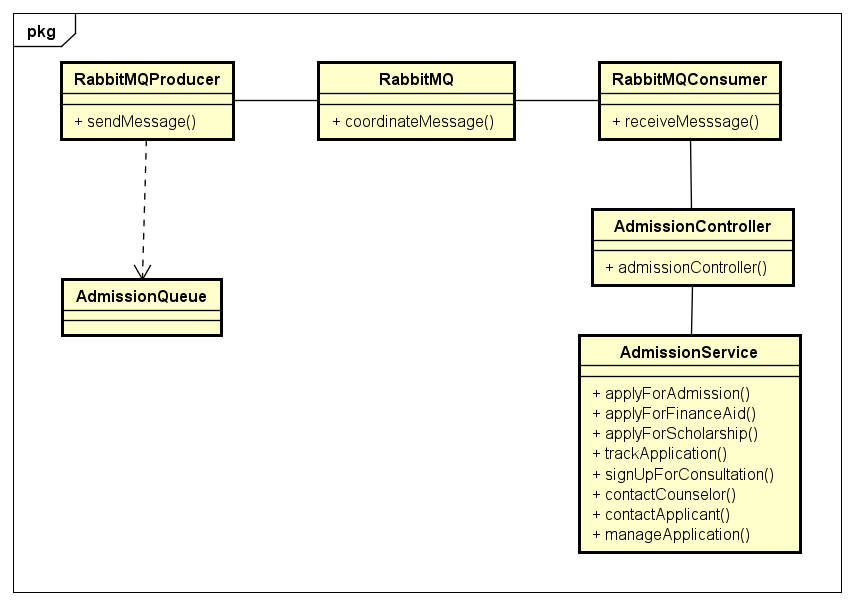 pkg
RabbitMQProducer
+ sendMessage()
RabbitMQ
+ coordinateMessage()
RabbitMQConsumer
+ receiveMesssage()
AdmissionController
+ admissionController()
AdmissionQueue
AdmissionService
+ applyForAdmission()
+ applyForFinanceAid()
+ applyForScholarship()
+ trackApplication()
+ signUpForConsultation()
+ contactCounselor()
+ contactApplicant()
+ manageApplication()